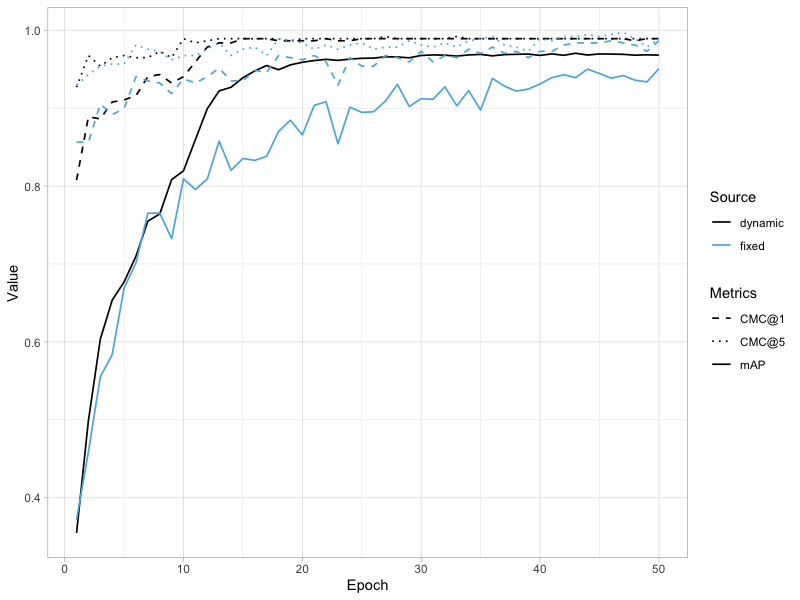 1.0
0.8
0.6
0.4
Value
0
10
20
30
40
50
Epoch
Source
dynamic
fixed
Metrics
CMC@1
CMC@5
mAP